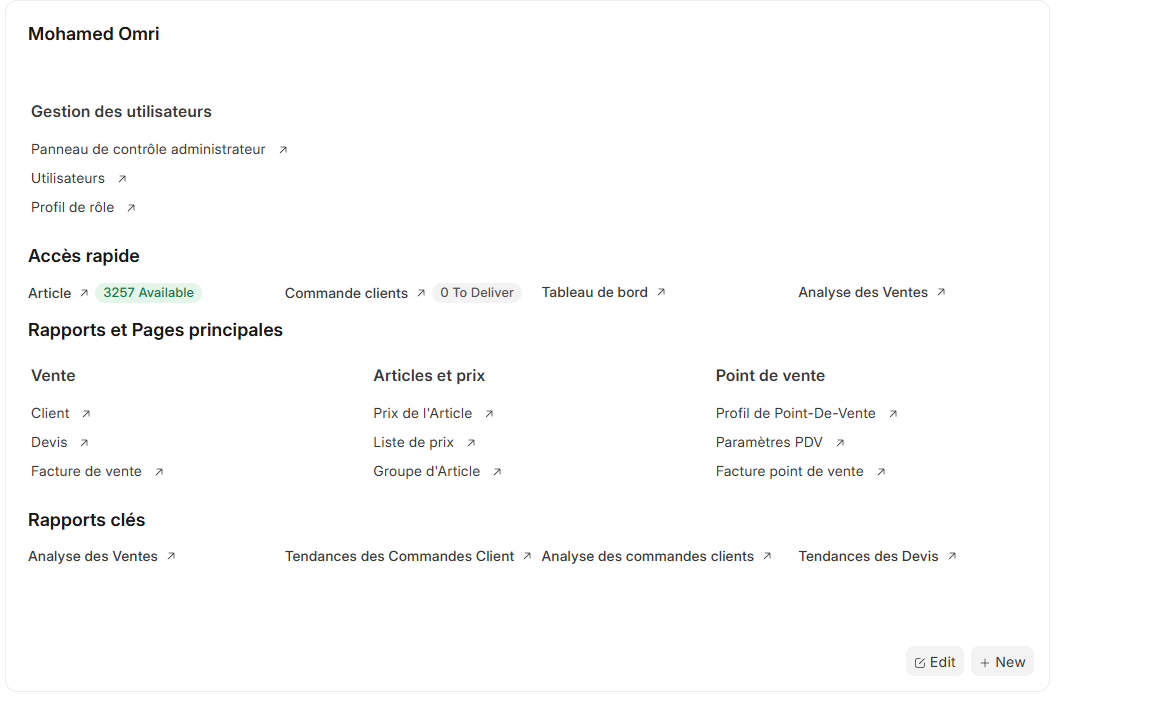 Mohamed Omri
Gestion des utilisateurs
Panneau de contrôle administrateur
Utilisateurs
Profil de rôle
Accès rapide
Article 3257 Available Commande clients 0 To Deliver Tableau de bord Analyse des Ventes
Rapports et Pages principales
Vente Articles et prix Point de vente
Client Prix de l'Article Profil de Point-De-Vente
Devis Liste de prix Paramètres PDV
Facture de vente Groupe d'Article Facture point de vente
Rapports clés
Analyse des Ventes Tendances des Commandes Client Analyse des commandes clients Tendances des Devis
Edit + New